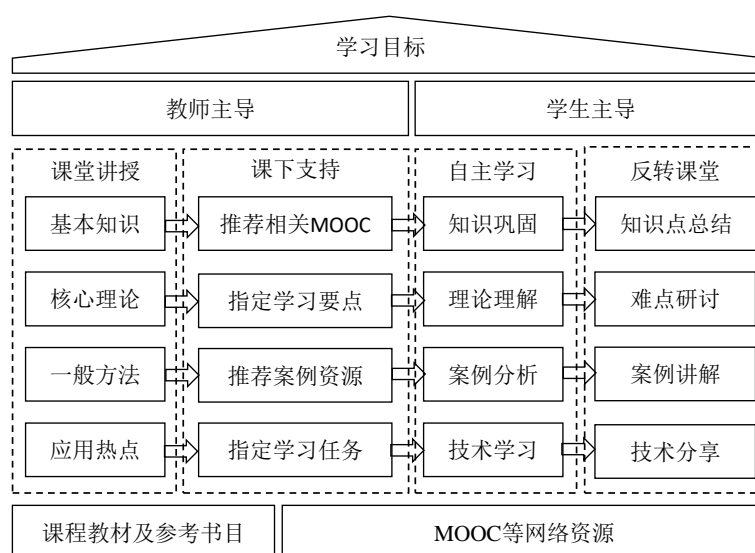 学习目标
教师主导
学生主导
课堂讲授
课下支持
自主学习
反转课堂
基本知识
推荐相关MOOC
知识巩固
知识点总结
核心理论
指定学习要点
理论理解
难点研讨
一般方法
推荐案例资源
案例分析
案例讲解
应用热点
指定学习任务
技术学习
技术分享
课程教材及参考书目
MOOC等网络资源